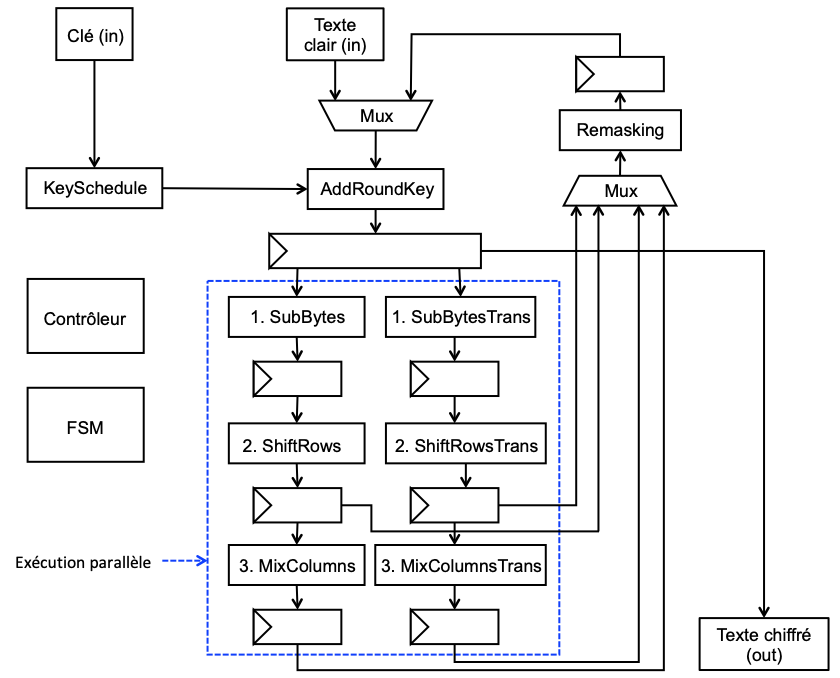 Clé (in)
Texte
clair (in)
Mux
Remasking
KeySchedule
AddRoundKey
Mux
Contrôleur
1. SubBytes
1. SubBytesTrans
FSM
2. ShiftRows
2. ShiftRowsTrans
Exécution parallèle
3. MixColumns
3. MixColumnsTrans
Texte chiffré
(out)